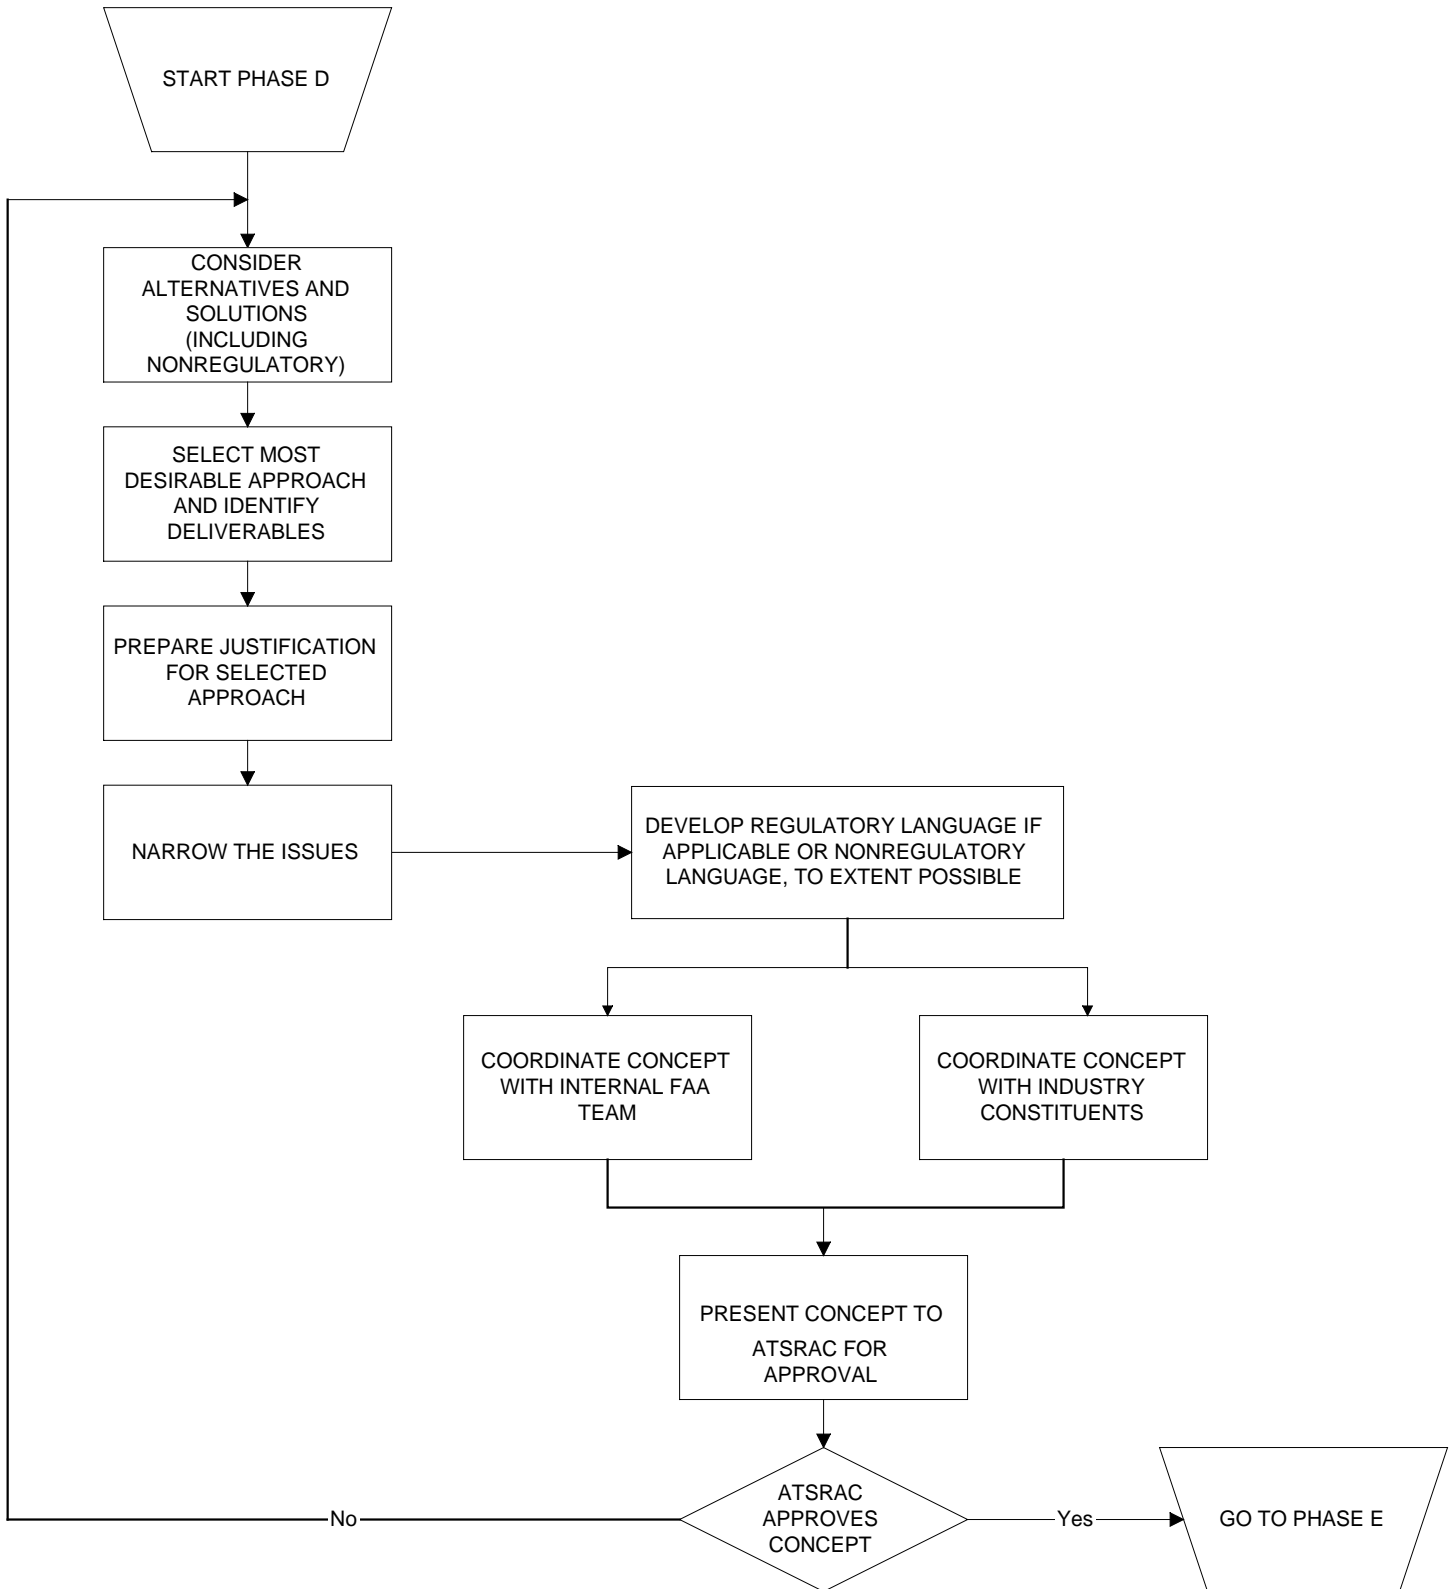 START PHASE D
CONSIDER
ALTERNATIVES AND
SOLUTIONS
(INCLUDING
NONREGULATORY)
SELECT MOST
DESIRABLE APPROACH
AND IDENTIFY
DELIVERABLES
PREPARE JUSTIFICATION
FOR SELECTED
APPROACH
NARROW THE ISSUES
DEVELOP REGULATORY LANGUAGE IF
APPLICABLE OR NONREGULATORY
LANGUAGE, TO EXTENT POSSIBLE
COORDINATE CONCEPT
WITH INTERNAL FAA
TEAM
COORDINATE CONCEPT
WITH INDUSTRY
CONSTITUENTS
PRESENT CONCEPT TO
ATSRAC FOR
APPROVAL
ATSRAC
APPROVES
CONCEPT
No
Yes
GO TO PHASE E